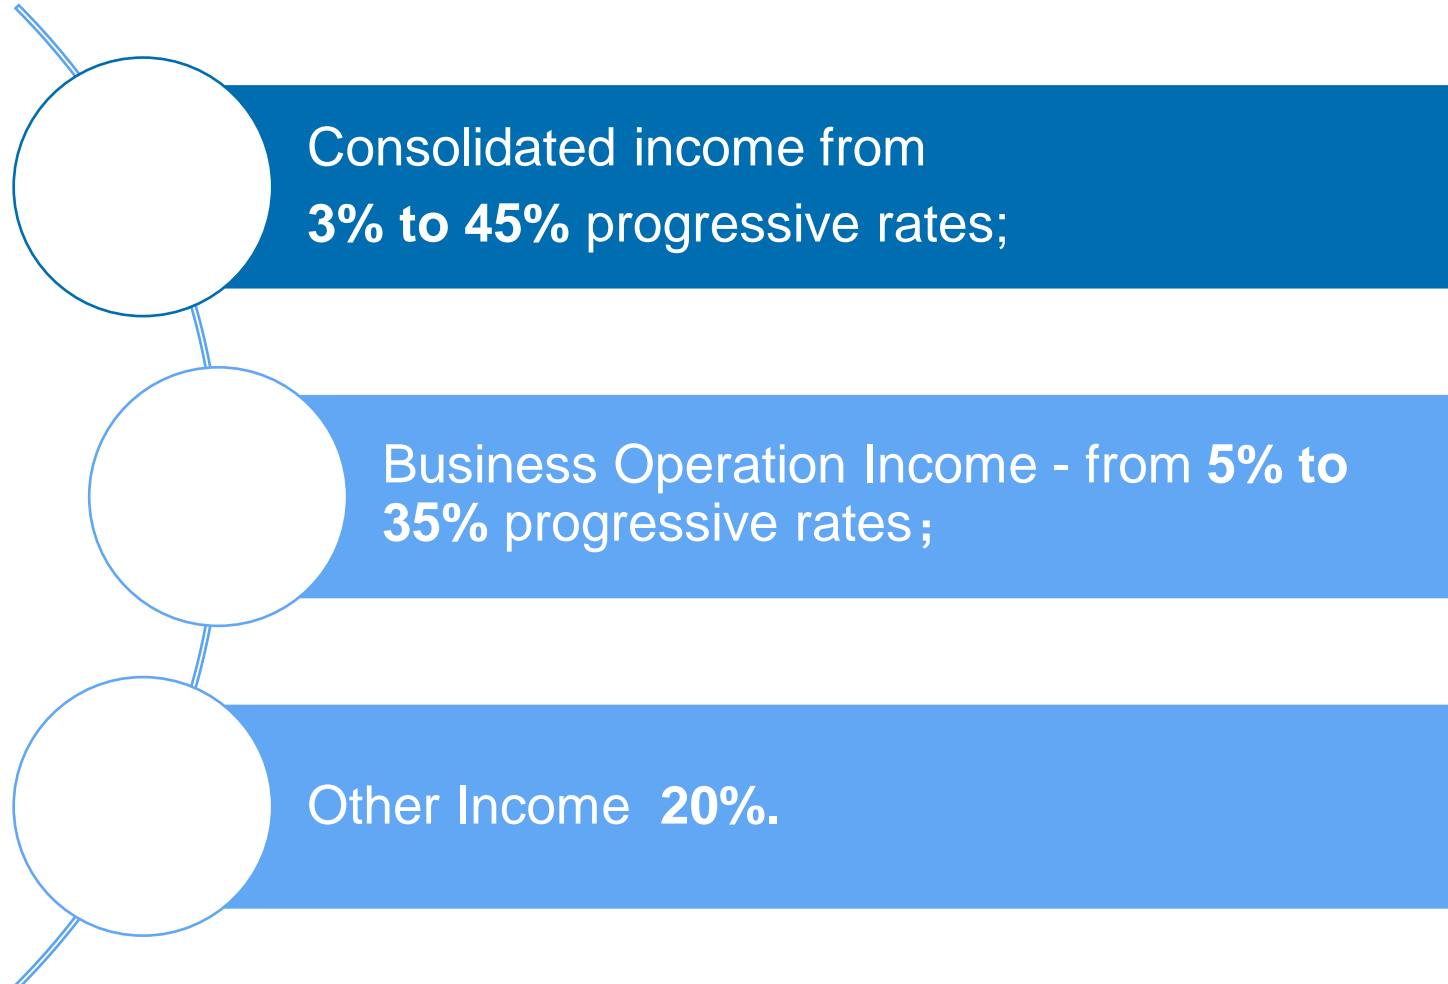 Consolidated income from
3% to 45% progressive rates;
Business Operation Income - from 5% to
35% progressive rates；
Other Income  20%.